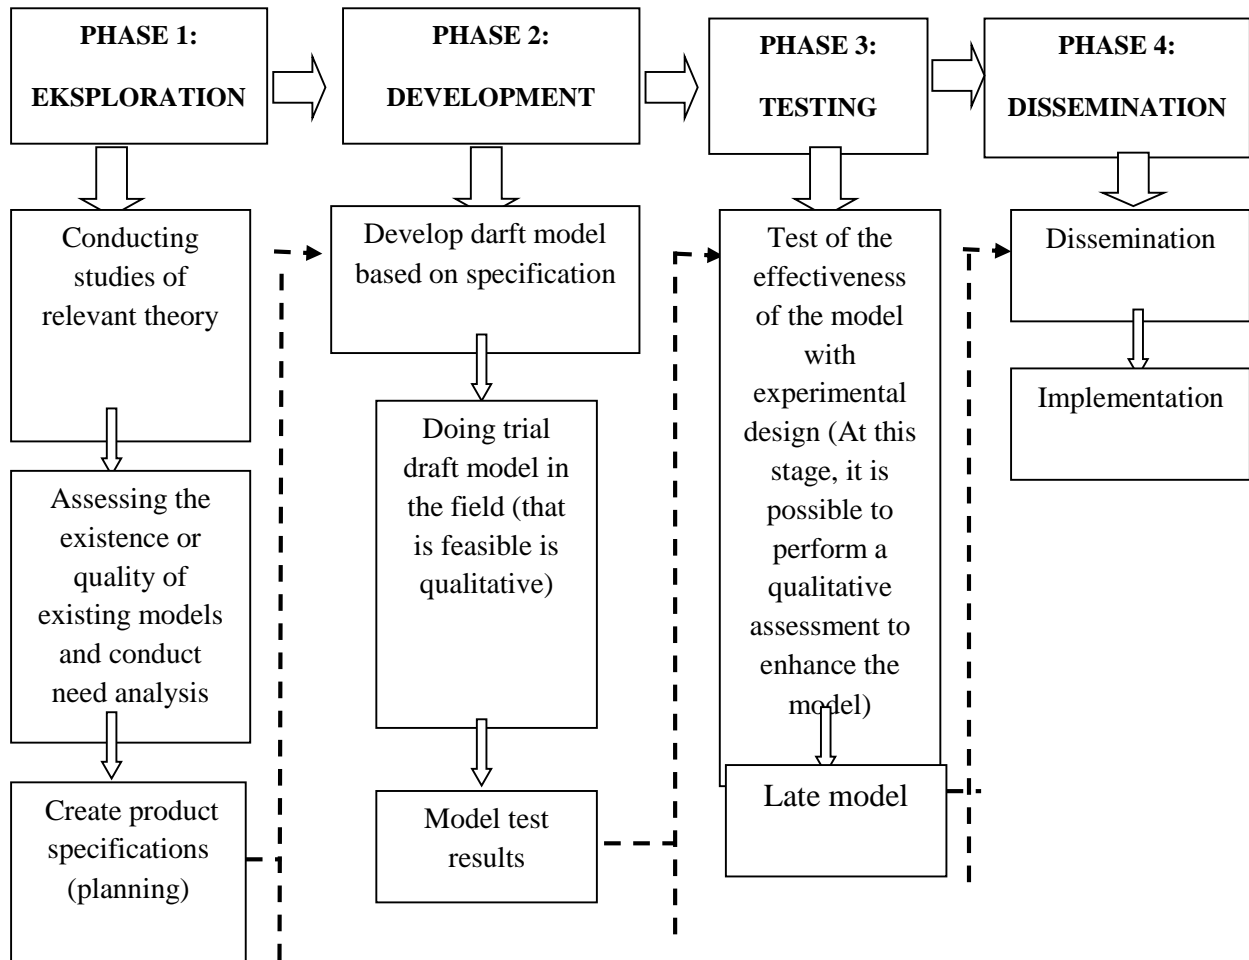 PHASE 1:
EKSPLORATION
PHASE 2:
DEVELOPMENT
PHASE 3:
TESTING
PHASE 4:
DISSEMINATION
Conducting
studies of
relevant theory
Assessing the
existence or
quality of
existing models
and conduct
need analysis
Create product
specifications
(planning)
Develop darft model
based on specification
Doing trial
draft model in
the field (that
is feasible is
qualitative)
Model test
results
Test of the
effectiveness
of the model
with
experimental
design (At this
stage, it is
possible to
perform a
qualitative
assessment to
enhance the
model)
Late model
Dissemination
Implementation